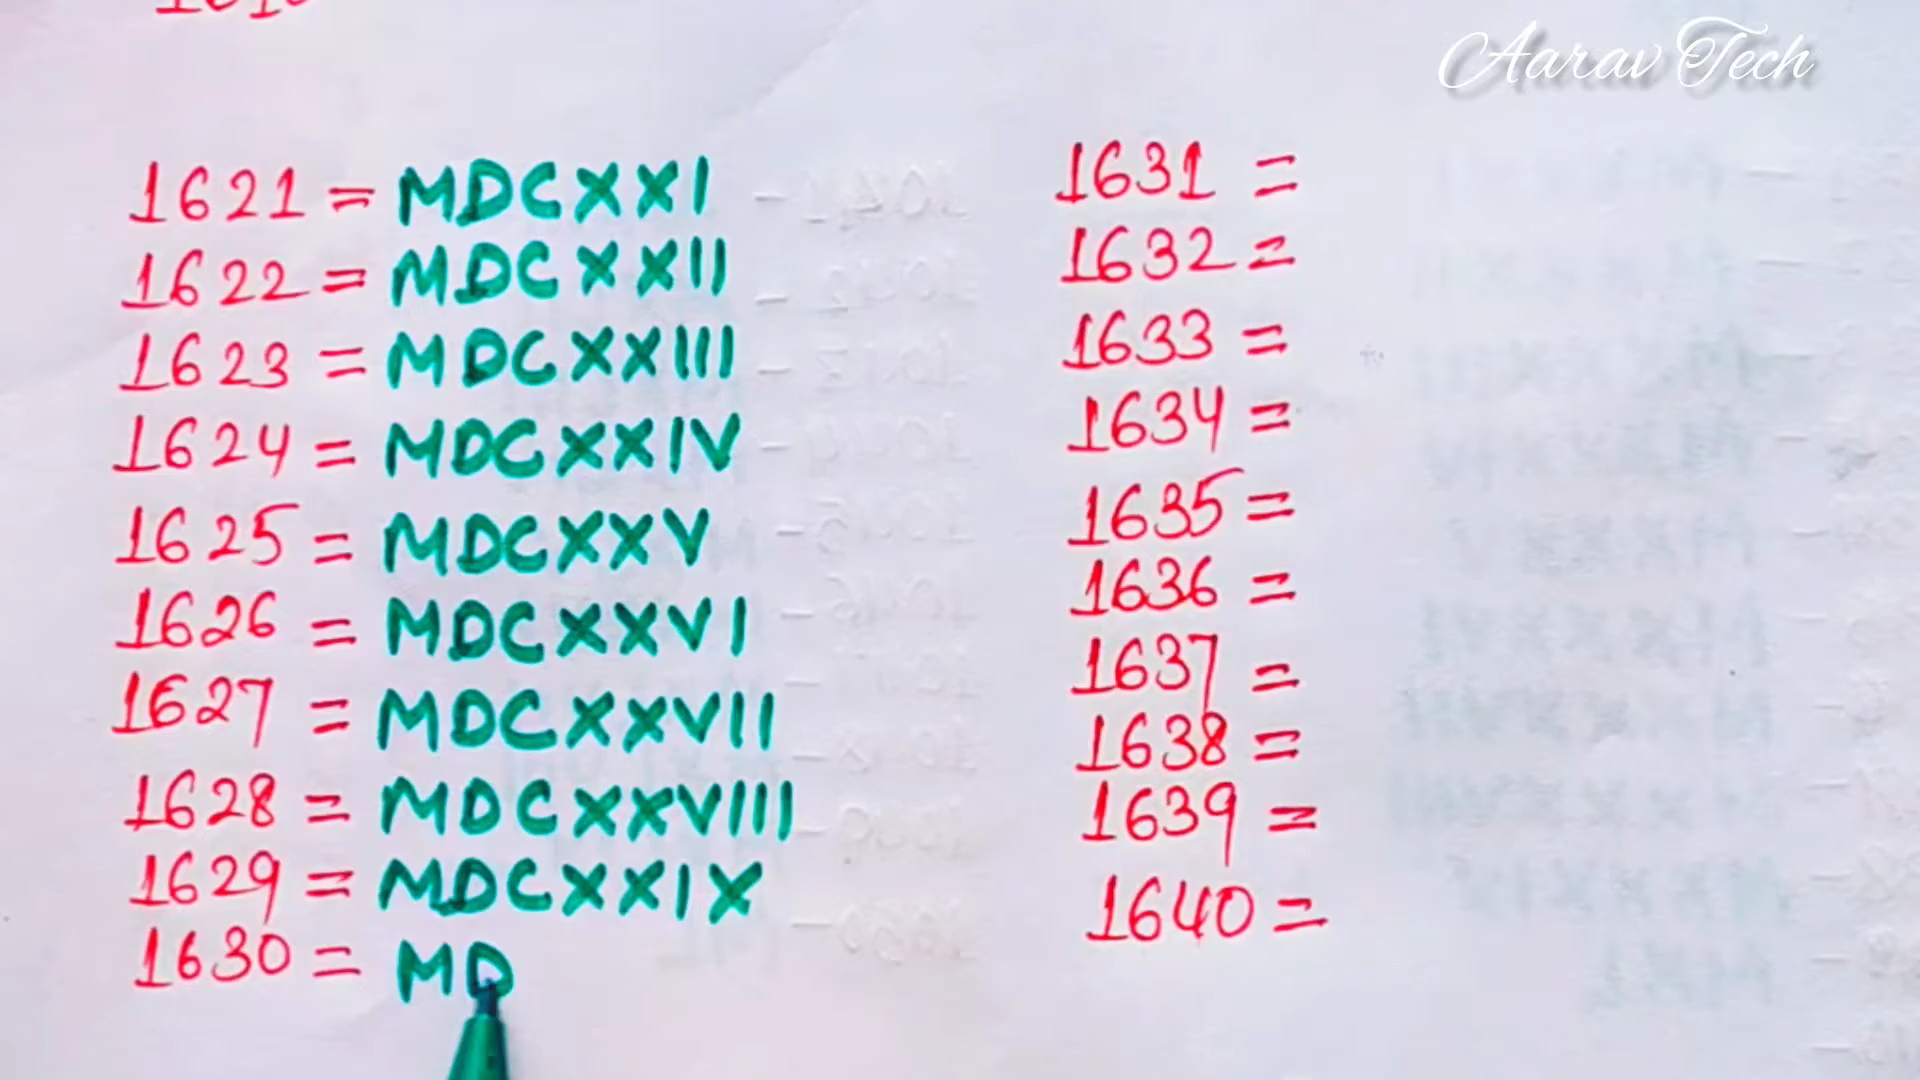 Aarav Tech
1621 = MDCXXI
1622 = MDCXXII
1623 = MDCXXIII
1624 = MDCXXIV
1625 = MDCXXV
1626 = MDCXXVI
1627 = MDCXXVII
1628 = MDCXXVIII
1629 = MDCXXIX
1630 = MD
1631 =
1632 =
1633 =
1634 =
1635 =
1636 =
1637 =
1638 =
1639 =
1640 =